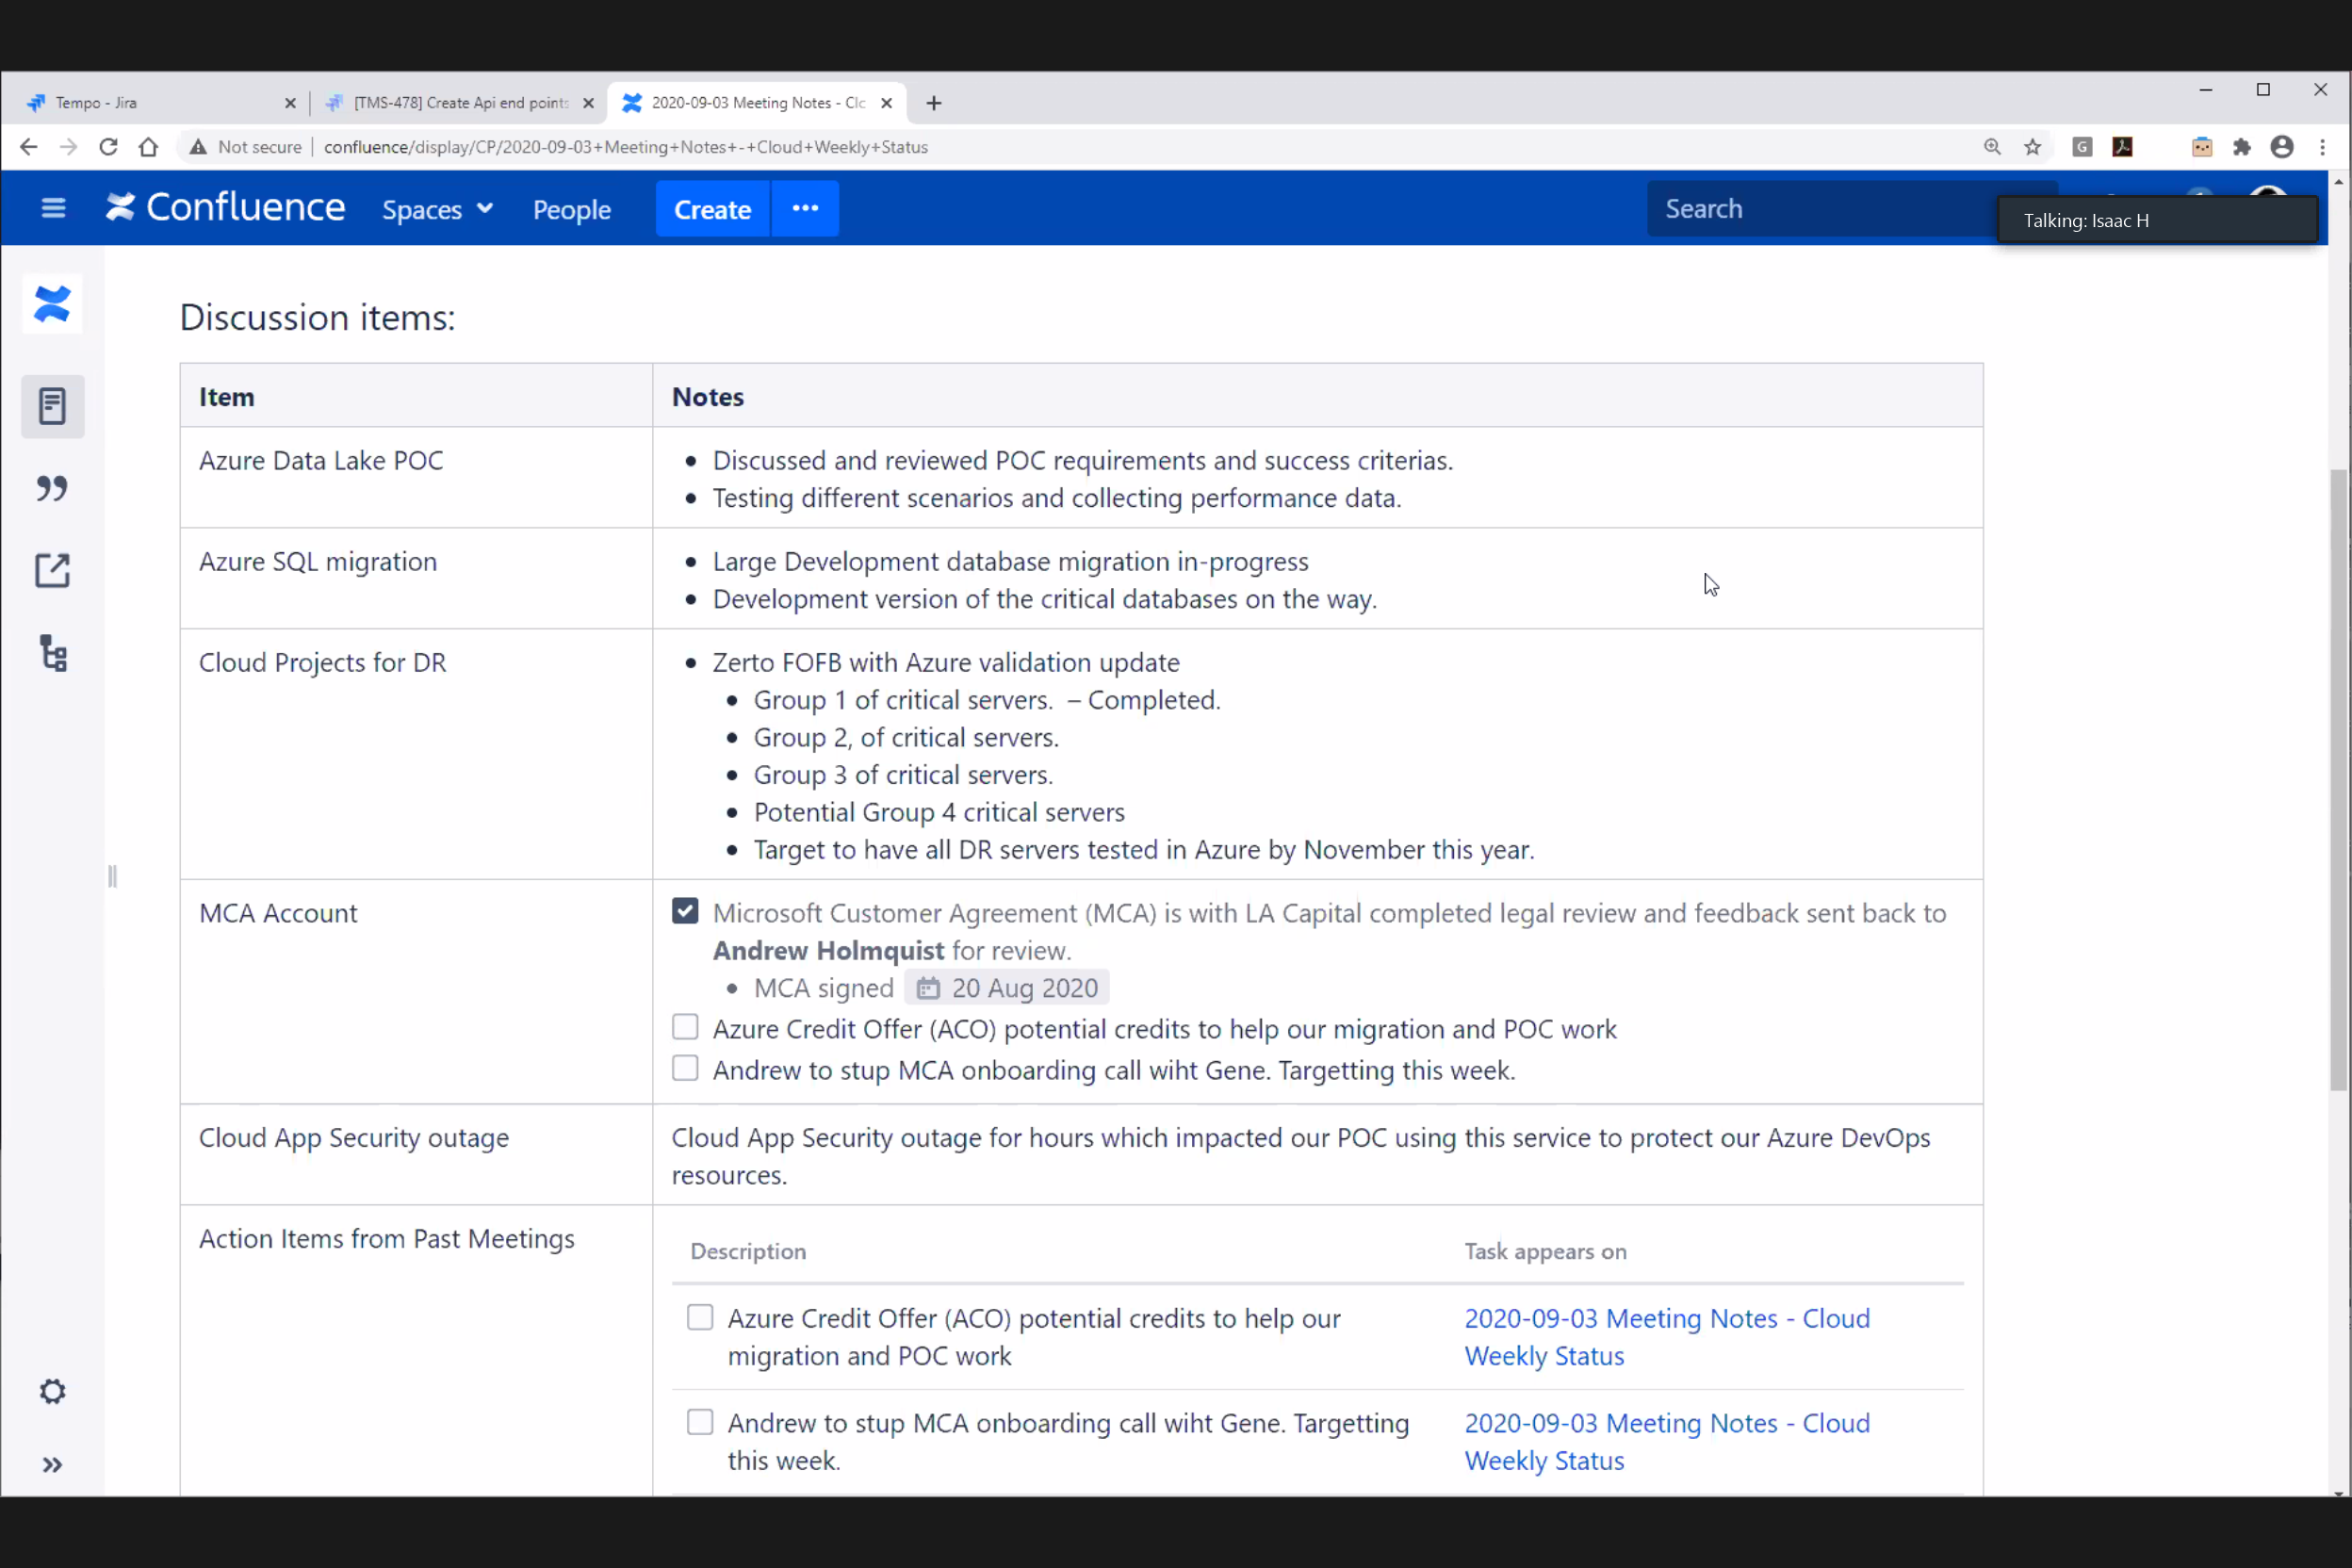 Tempo - Jira
[TMS-478] Create Api end points
2020-09-03 Meeting Notes - Clc
Not secure
confluence/display/CP/2020-09-03+Meeting+Notes+-+Cloud+Weekly+Status
G
Confluence
Spaces
People
Create
Search
Talking: Isaac H
Discussion items:
Item
Notes
Azure Data Lake POC
Discussed and reviewed POC requirements and success criterias.
Testing different scenarios and collecting performance data.
Azure SQL migration
Large Development database migration in-progress
Development version of the critical databases on the way.
Cloud Projects for DR
Zerto FOFB with Azure validation update
Group 1 of critical servers. – Completed.
Group 2, of critical servers.
Group 3 of critical servers.
Potential Group 4 critical servers
Target to have all DR servers tested in Azure by November this year.
MCA Account
Microsoft Customer Agreement (MCA) is with LA Capital completed legal review and feedback sent back to
Andrew Holmquist for review.
MCA signed 20 Aug 2020
Azure Credit Offer (ACO) potential credits to help our migration and POC work
Andrew to stup MCA onboarding call wiht Gene. Targetting this week.
Cloud App Security outage
Cloud App Security outage for hours which impacted our POC using this service to protect our Azure DevOps
resources.
Action Items from Past Meetings
Description
Task appears on
Azure Credit Offer (ACO) potential credits to help our
migration and POC work
2020-09-03 Meeting Notes - Cloud
Weekly Status
Andrew to stup MCA onboarding call wiht Gene. Targetting
this week.
2020-09-03 Meeting Notes - Cloud
Weekly Status